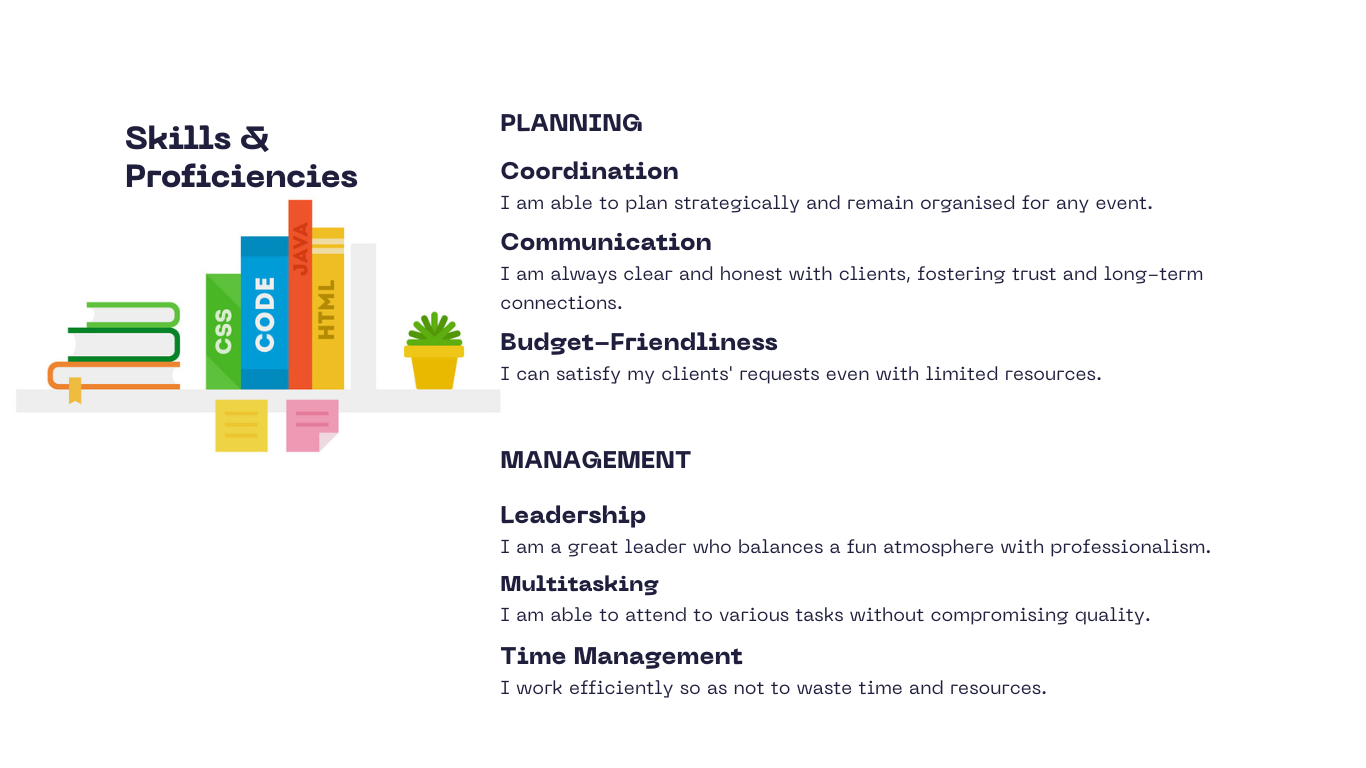 Skills &
Proficiencies
CSS
CODE
JAVA
HTML
PLANNING
Coordination
I am able to plan strategically and remain organised for any event.
Communication
I am always clear and honest with clients, fostering trust and long-term
connections.
Budget-Friendliness
I can satisfy my clients' requests even with limited resources.
MANAGEMENT
Leadership
I am a great leader who balances a fun atmosphere with professionalism.
Multitasking
I am able to attend to various tasks without compromising quality.
Time Management
I work efficiently so as not to waste time and resources.